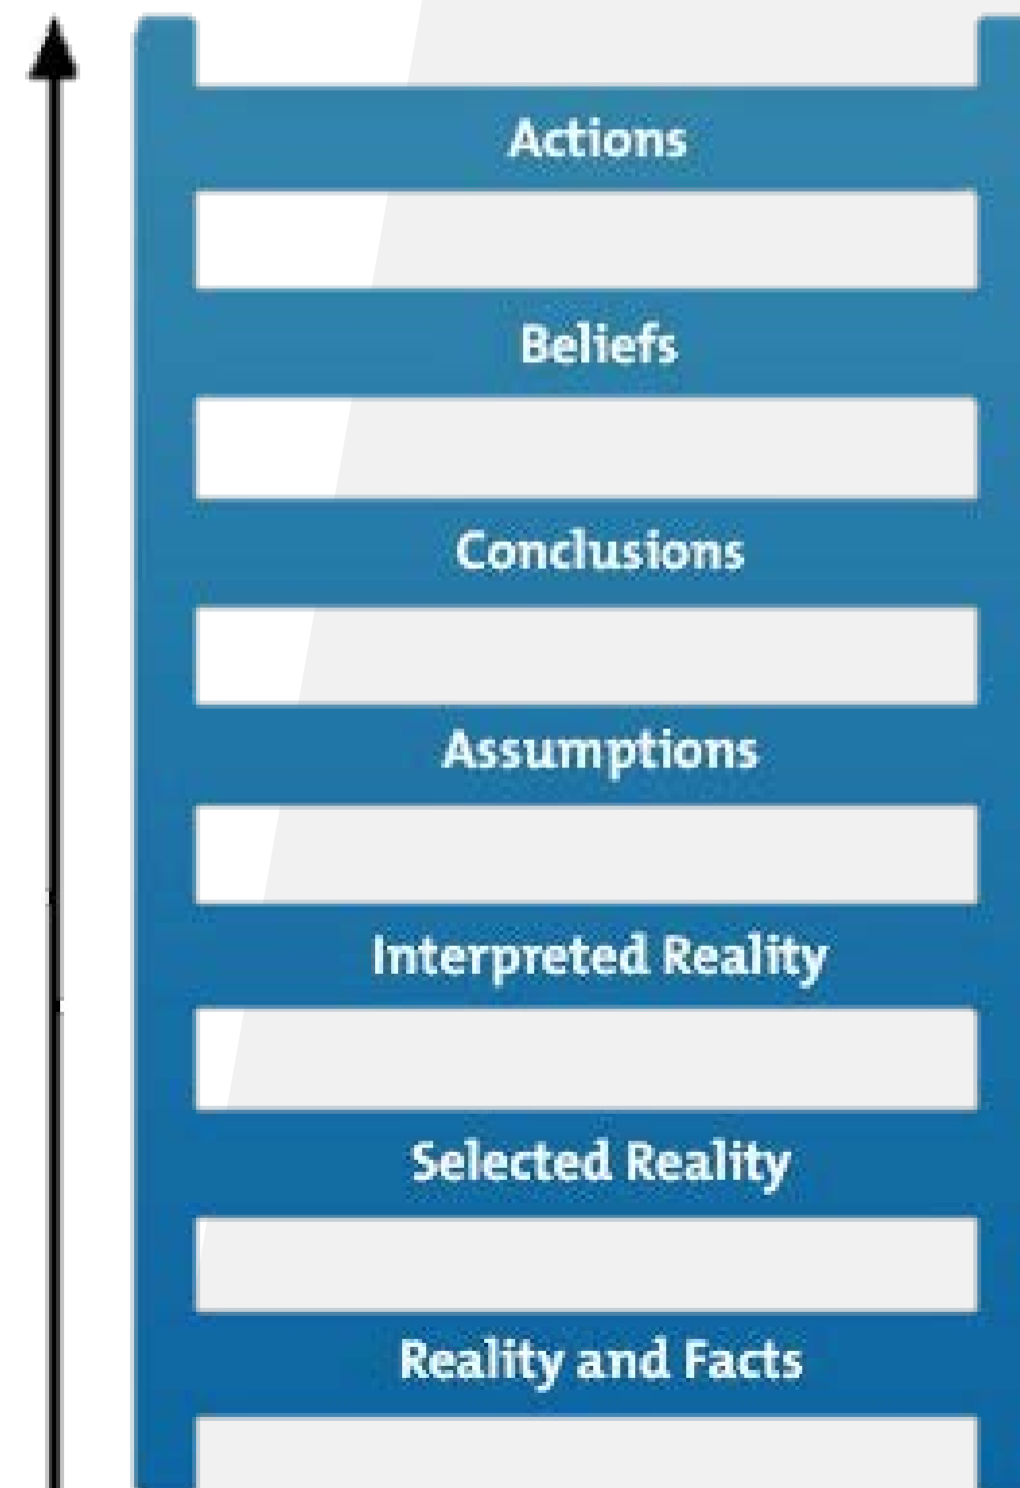 Actions
Beliefs
Conclusions
Assumptions
Interpreted Reality
Selected Reality
Reality and Facts